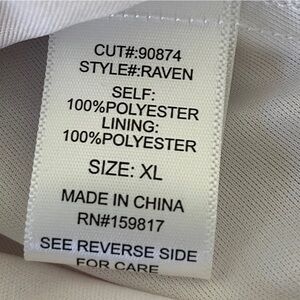 CUT#:90874
STYLE#:RAVEN
SELF:
100%POLYESTER
LINING:
100%POLYESTER
SIZE: XL
MADE IN CHINA
RN#159817
SEE REVERSE SIDE
FOR CARE